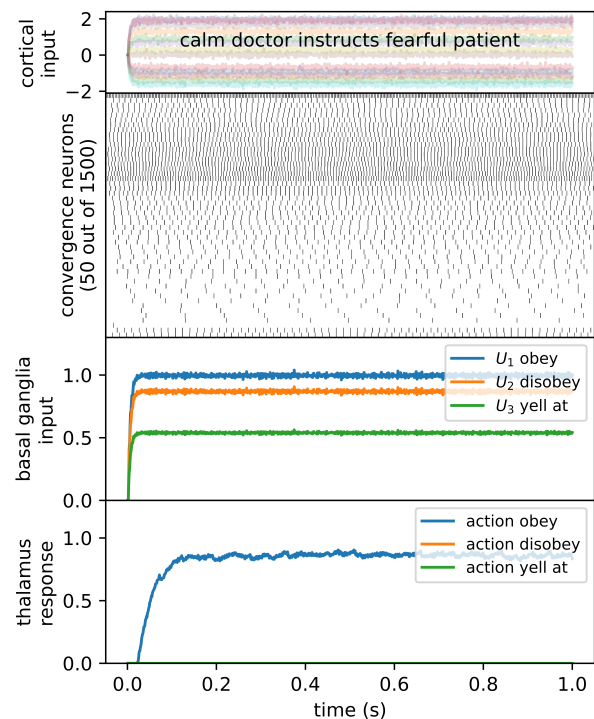 cortical
input
2
0
−2
calm doctor instructs fearful patient
convergence neurons
(50 out of 1500)
basal ganglia
input
1.0
0.5
0.0
U₁ obey
U₂ disobey
U₃ yell at
thalamus
response
1.0
0.5
0.0
action obey
action disobey
action yell at
0.0 0.2 0.4 0.6 0.8 1.0
time (s)